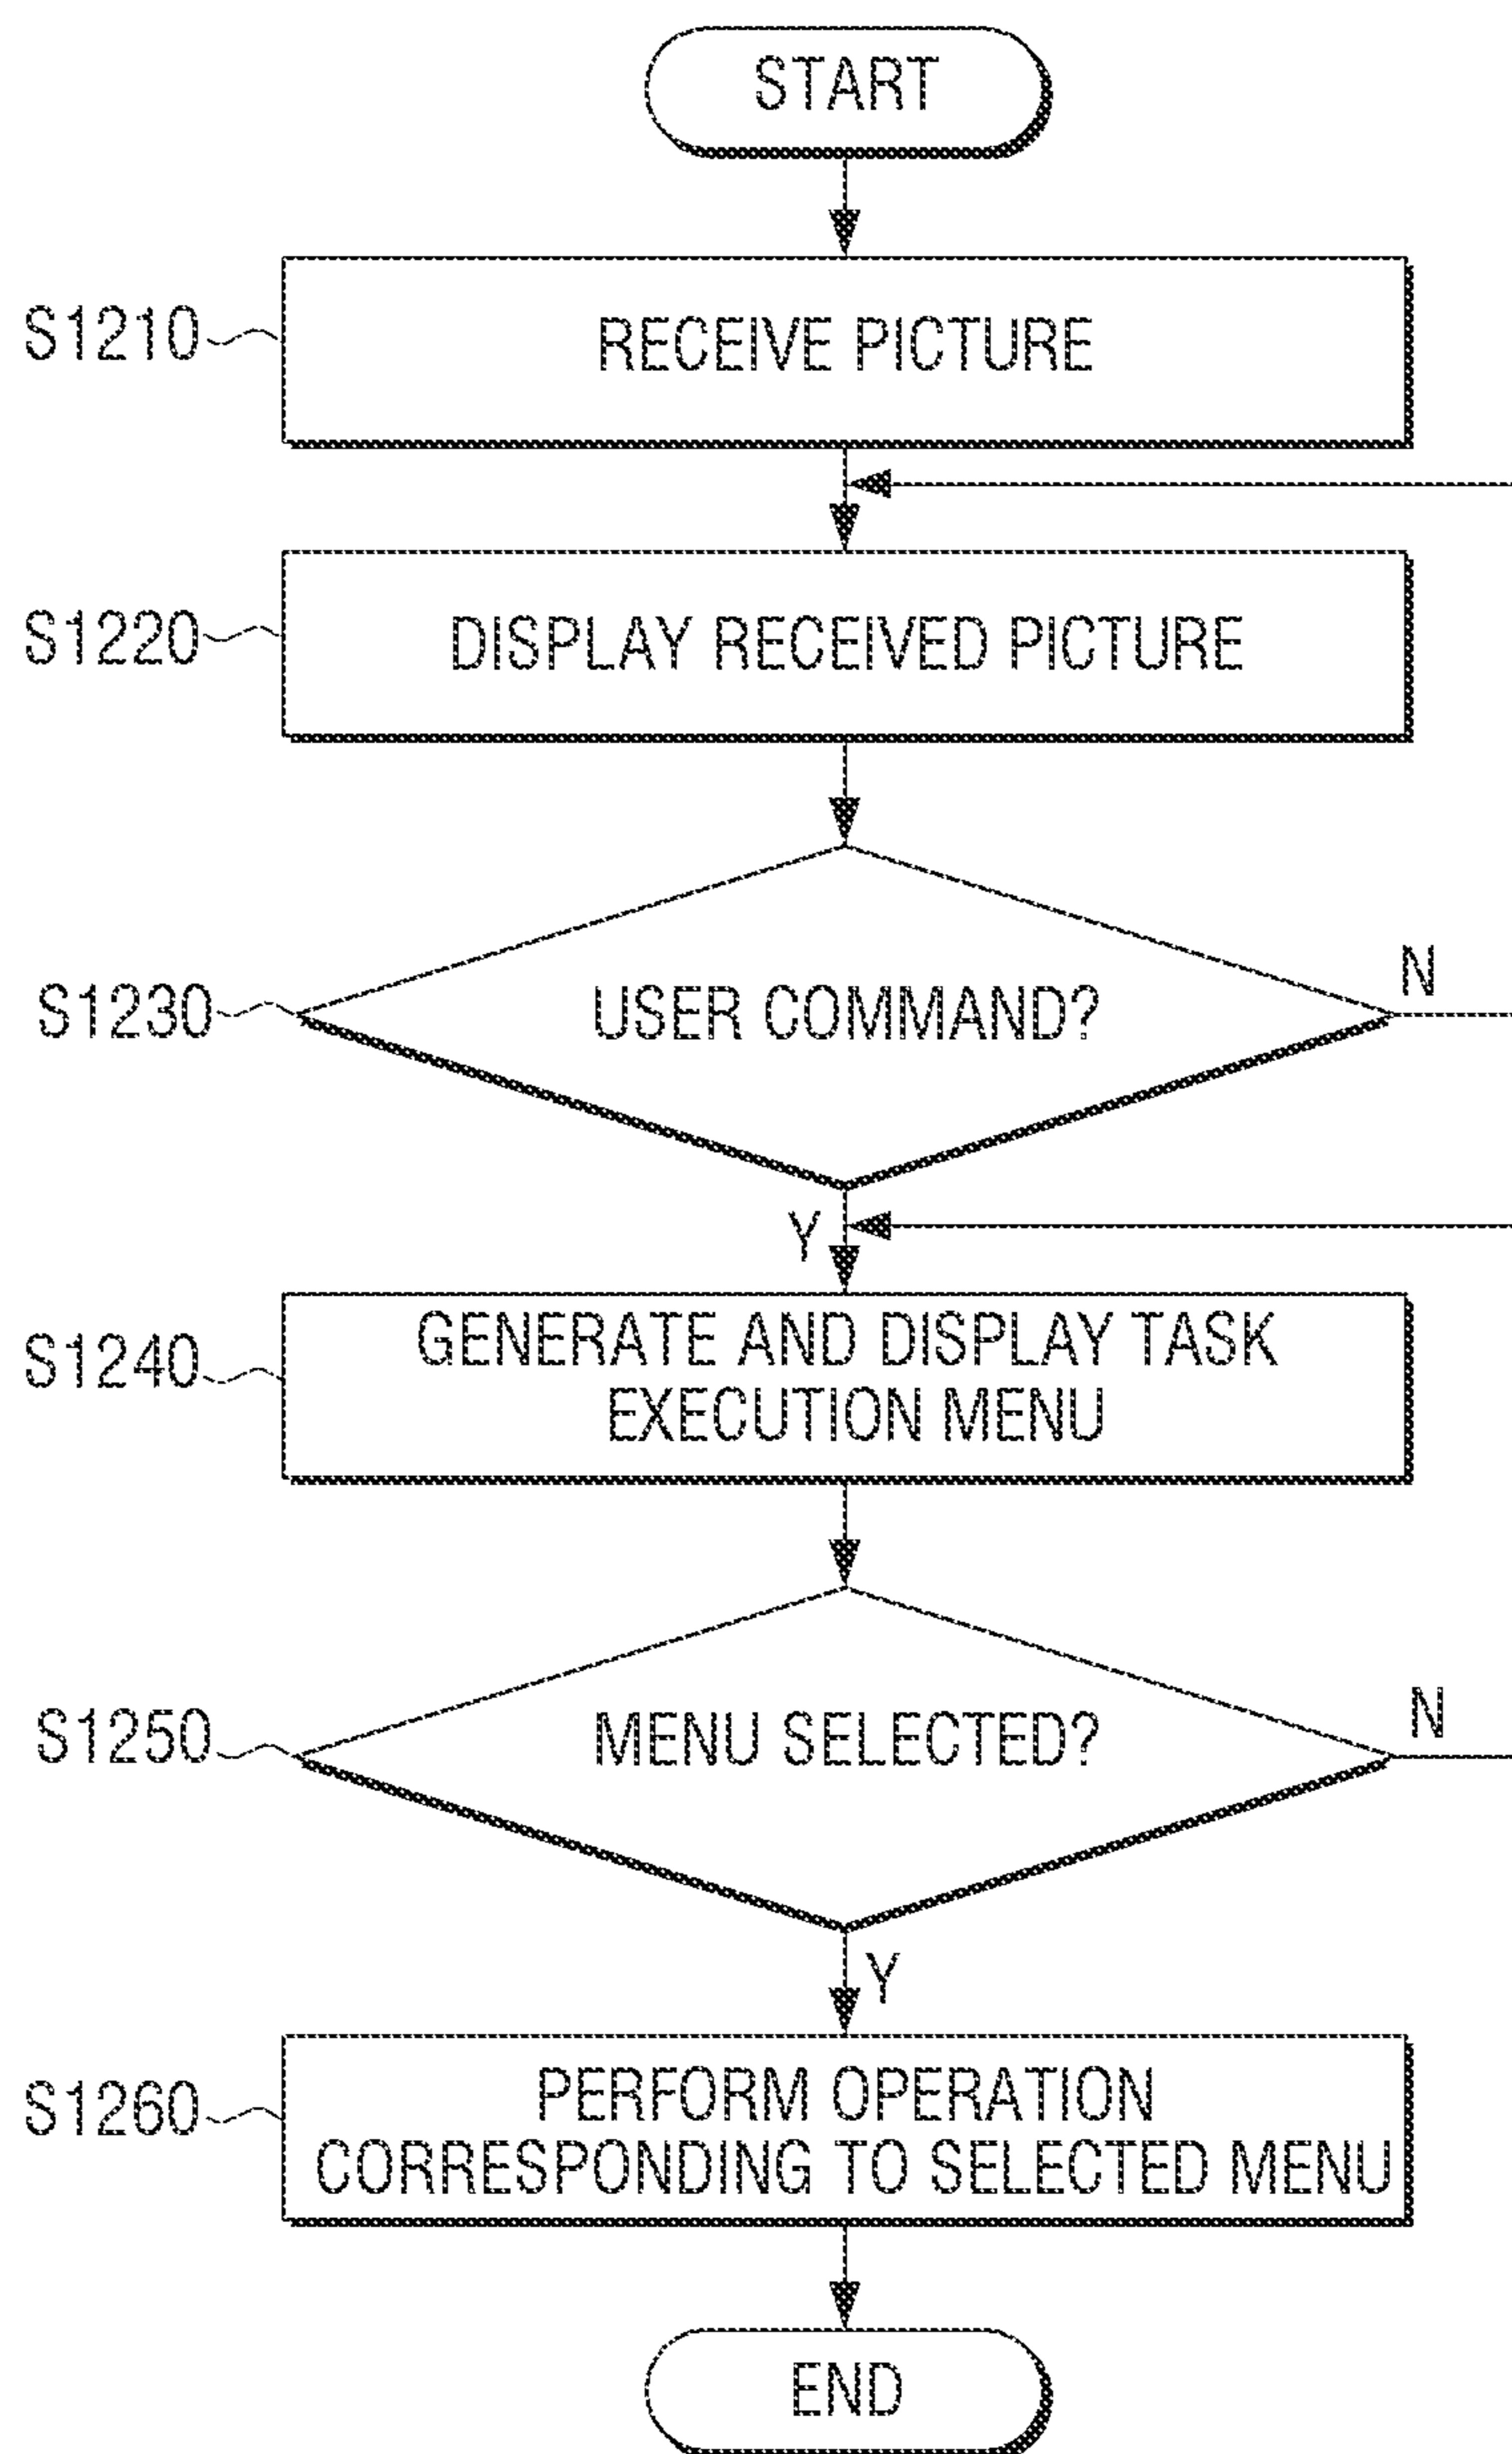 START
S1210
RECEIVE PICTURE
S1220
DISPLAY RECEIVED PICTURE
S1230
USER COMMAND?
N
Y
S1240
GENERATE AND DISPLAY TASK
EXECUTION MENU
S1250
MENU SELECTED?
N
Y
S1260
PERFORM OPERATION
CORRESPONDING TO SELECTED MENU
END